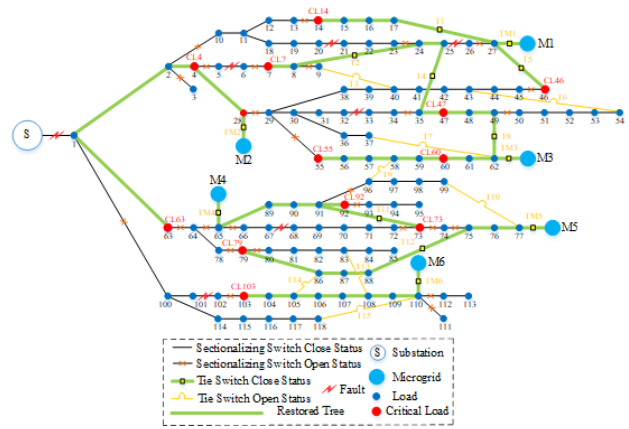 CL14
12 13 14 15 16 17
T1
TM1
M1
10 11
18 19 20 21 22 23 24 25 26 27
CL4
CL7
T2
T5
2
4 5 6 7 8 9
3
T3
T4
CL46
T6
38 39 40 41 42 43 44 45 46
S
1
CL47
28 29 30 31 32 33 34 35 47 48 49 50 51 52 53 54
TM2
M2
36 37
T7
T8
CL55
CL60
TM3
M3
55 56 57 58 59 60 61 62
T9
M4
96 97 98 99
CL92
T10
TM4
89 90 91 92 93 94 95
CL63
CL73
TM5
M5
63 64 65 66 67 68 69 70 71 72 73 74 75 76 77
CL79
T12
78 79 80 81 82 83 84 85
M6
T13
T14
86 87 88
TM6
CL103
100 101 102 103 104 105 106 107 108 109 110 112 113
T15
111
114 115 116 117 118
Sectionalizing Switch Close Status
Sectionalizing Switch Open Status
Tie Switch Close Status
Tie Switch Open Status
Restored Tree
Fault
S Substation
Microgrid
Load
Critical Load